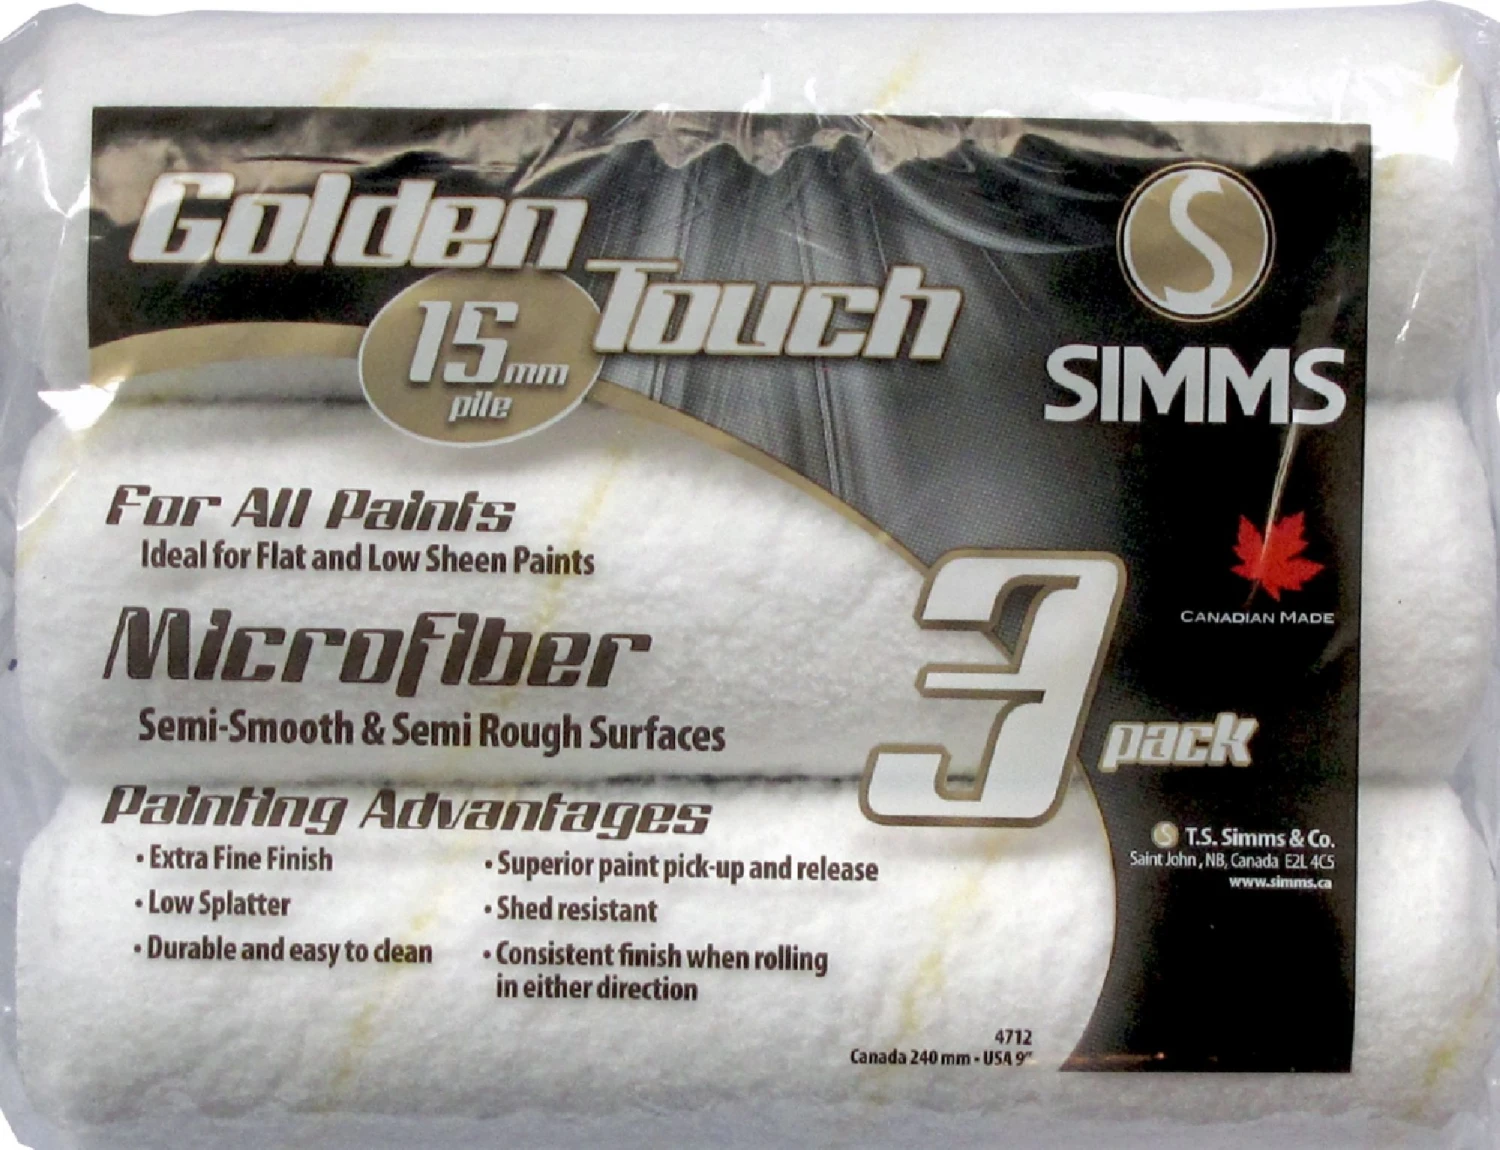 Golden
Touch
15 mm
pile
S
SIMMS
For All Paints
Ideal for Flat and Low Sheen Paints
Microfiber
Semi-Smooth & Semi Rough Surfaces
Painting Advantages
• Extra Fine Finish
• Low Splatter
• Durable and easy to clean
• Superior paint pick-up and release
• Shed resistant
• Consistent finish when rolling
in either direction
3
pack
CANADIAN MADE
S T.S. Simms & Co.
Saint John, NB, Canada E2L 4C5
www.simms.ca
4712
Canada 240 mm - USA 9"